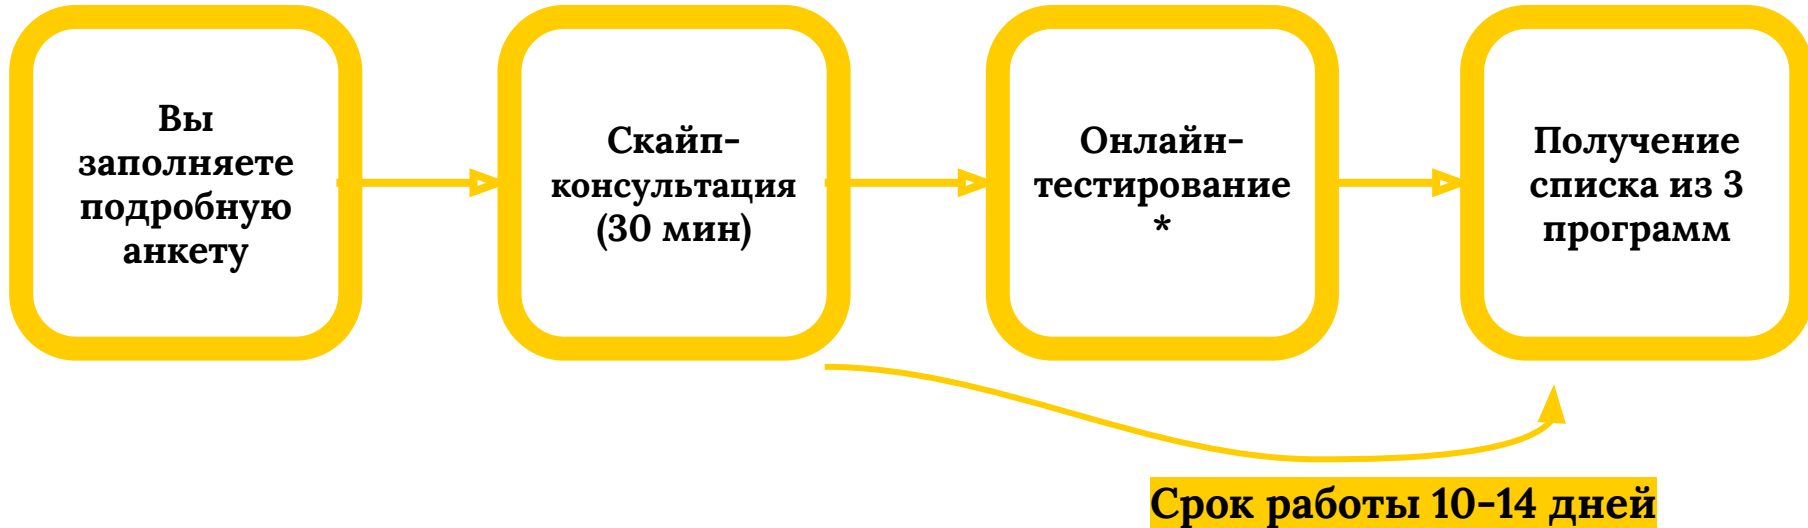 Вы
заполняете
подробную
анкету
Скайп-
консультация
(30 мин)
Онлайн-
тестирование
*
Получение
списка из 3
программ
Срок работы 10-14 дней